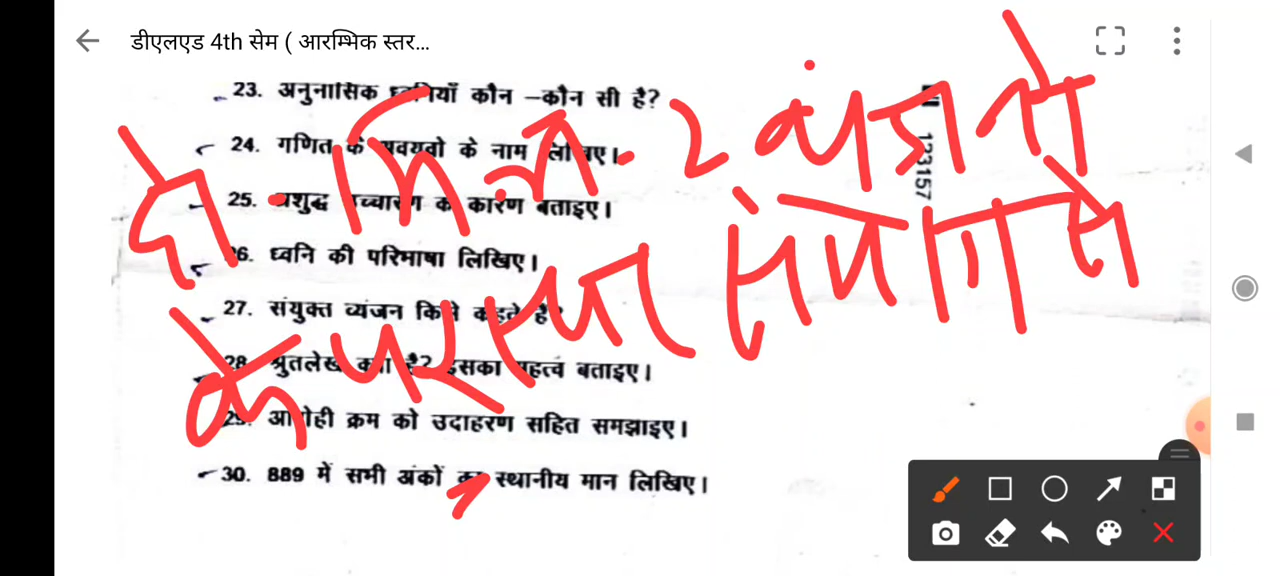 डीएलएड 4th सेम ( आरम्भिक स्तर...
23. अनुनासिक ध्वनियाँ कौन –कौन सी है?
24. गणित के अवयवो के नाम लिखिए।
25. अशुद्ध उच्चारण के कारण बताइए।
26. ध्वनि की परिभाषा लिखिए।
27. संयुक्त व्यंजन किसे कहते है?
28. श्रुतलेख क्या है? इसका महत्वं बताइए।
29. आरोही क्रम को उदाहरण सहित समझाइए।
30. 889 में सभी अंकों का स्थानीय मान लिखिए।
123157
दो भिन्न-2 व्यंजनो
के परस्पर संयोग से